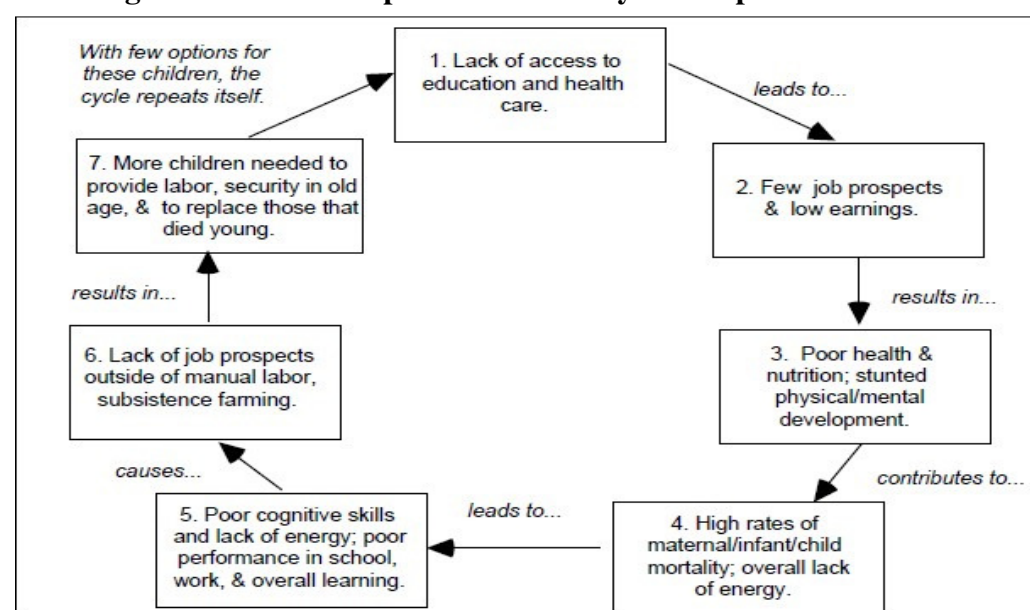 With few options for
these children, the
cycle repeats itself.
1. Lack of access to
education and health
care.
leads to...
2. Few job prospects
& low earnings.
results in...
3. Poor health &
nutrition; stunted
physical/mental
development.
contributes to...
4. High rates of
maternal/infant/child
mortality; overall lack
of energy.
leads to...
5. Poor cognitive skills
and lack of energy; poor
performance in school,
work, & overall learning.
causes...
6. Lack of job prospects
outside of manual labor,
subsistence farming.
results in...
7. More children needed to
provide labor, security in old
age, & to replace those that
died young.